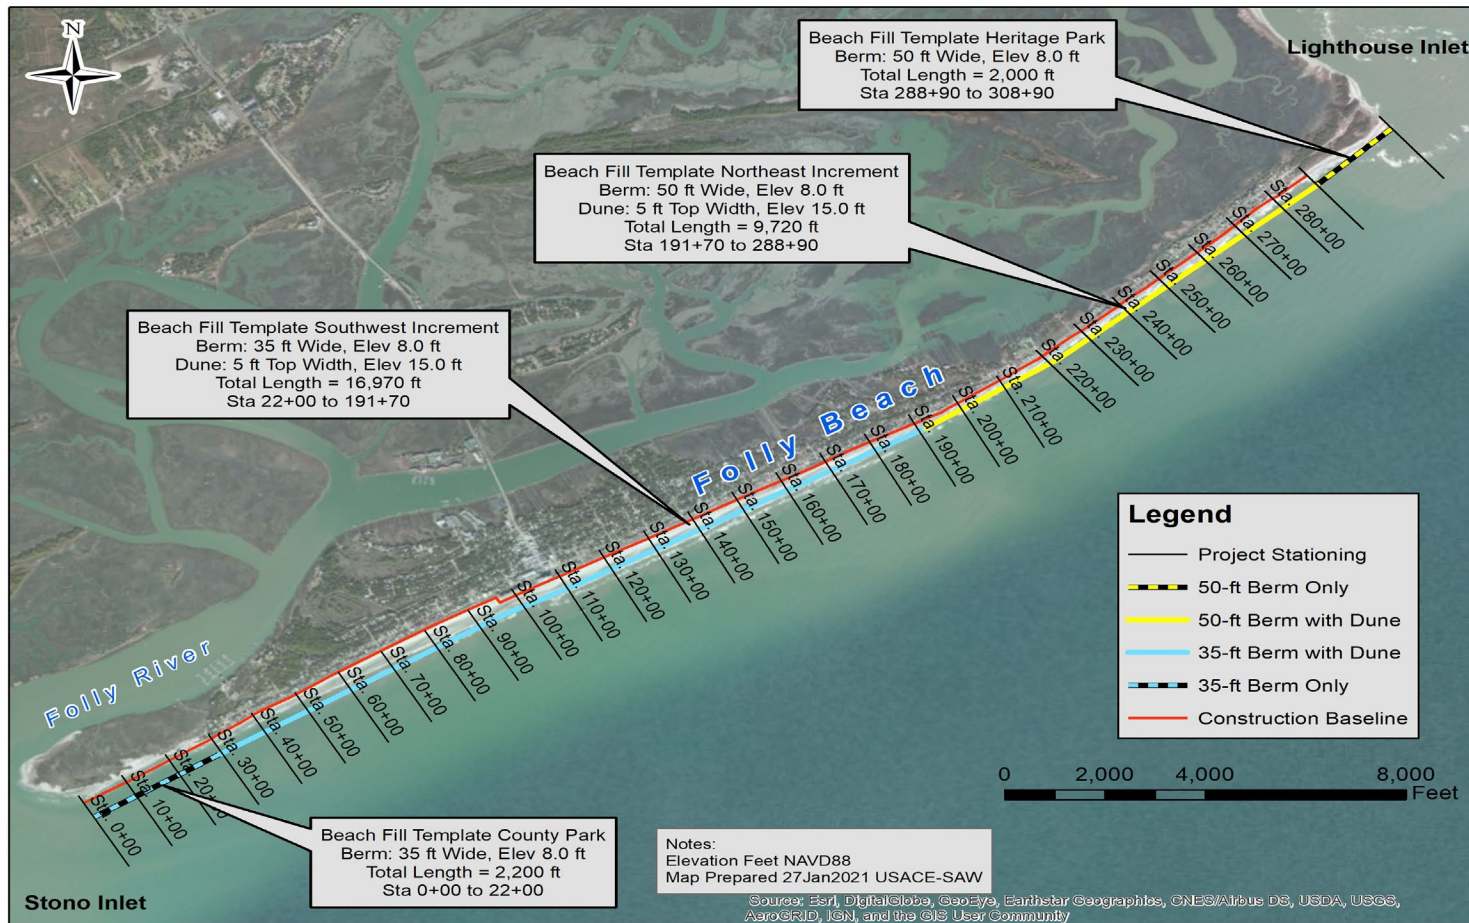 N
Beach Fill Template Heritage Park
Berm: 50 ft Wide, Elev 8.0 ft
Total Length = 2,000 ft
Sta 288+90 to 308+90
Lighthouse Inlet
Beach Fill Template Northeast Increment
Berm: 50 ft Wide, Elev 8.0 ft
Dune: 5 ft Top Width, Elev 15.0 ft
Total Length = 9,720 ft
Sta 191+70 to 288+90
Beach Fill Template Southwest Increment
Berm: 35 ft Wide, Elev 8.0 ft
Dune: 5 ft Top Width, Elev 15.0 ft
Total Length = 16,970 ft
Sta 22+00 to 191+70
Folly Beach
Folly River
Sta. 0+00
Sta. 10+00
Sta. 20+00
Sta. 30+00
Sta. 40+00
Sta. 50+00
Sta. 60+00
Sta. 70+00
Sta. 80+00
Sta. 90+00
Sta. 100+00
Sta. 110+00
Sta. 120+00
Sta. 130+00
Sta. 140+00
Sta. 150+00
Sta. 160+00
Sta. 170+00
Sta. 180+00
Sta. 190+00
Sta. 200+00
Sta. 210+00
Sta. 220+00
Sta. 230+00
Sta. 240+00
Sta. 250+00
Sta. 260+00
Sta. 270+00
Sta. 280+00
Legend
Project Stationing
50-ft Berm Only
50-ft Berm with Dune
35-ft Berm with Dune
35-ft Berm Only
Construction Baseline
0 2,000 4,000 8,000
Feet
Beach Fill Template County Park
Berm: 35 ft Wide, Elev 8.0 ft
Total Length = 2,200 ft
Sta 0+00 to 22+00
Notes:
Elevation Feet NAVD88
Map Prepared 27Jan2021 USACE-SAW
Stono Inlet
Source: Esri, DigitalGlobe, GeoEye, Earthstar Geographics, CNES/Airbus DS, USDA, USGS,
AeroGRID, IGN, and the GIS User Community